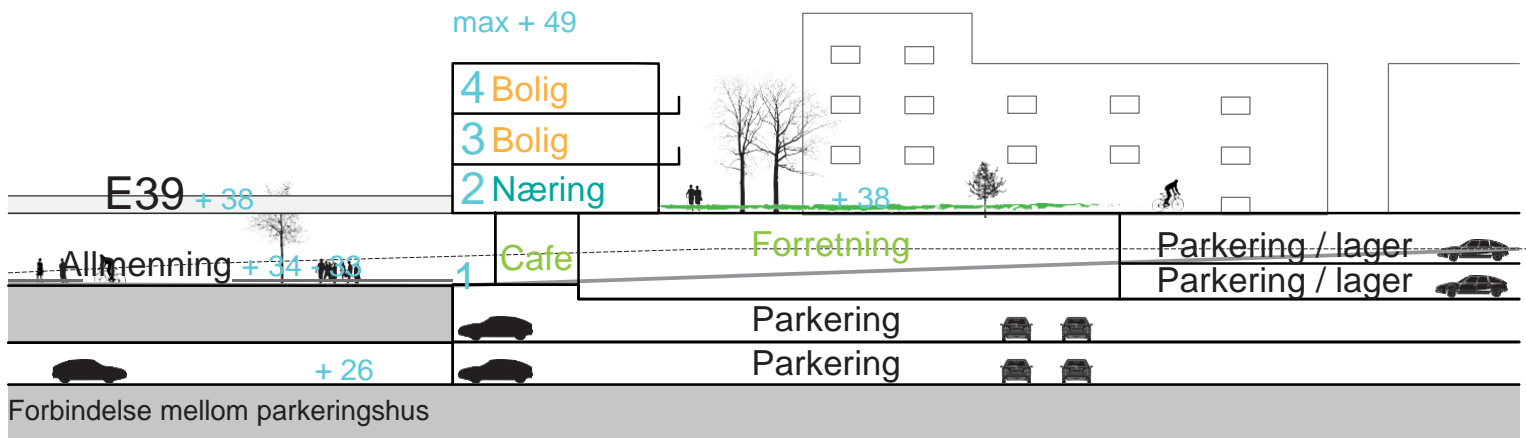 max + 49
4 Bolig
3 Bolig
2 Næring
E39 + 38
+ 38
Allmenning + 34 - 33
1
Cafe
Forretning
Parkering / lager
Parkering / lager
Parkering
Parkering
+ 26
Forbindelse mellom parkeringshus